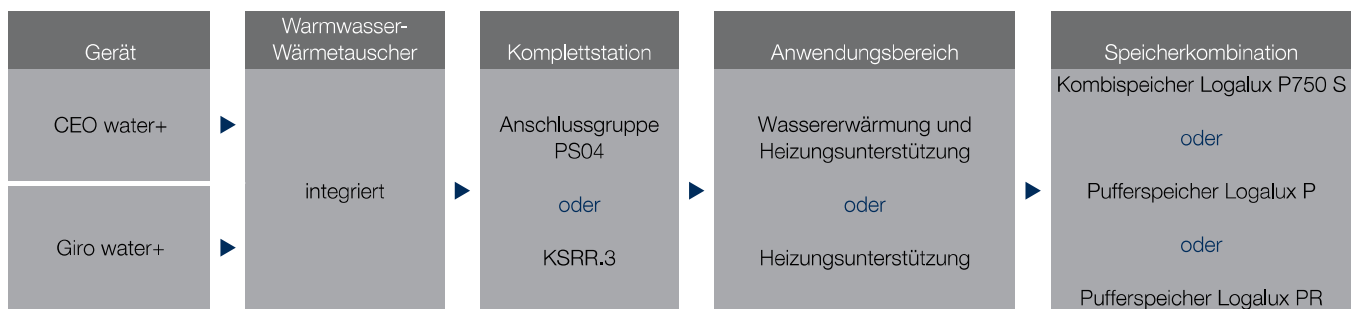 Gerät
CEO water+
Giro water+
Warmwasser-
Wärmetauscher
integriert
Komplettstation
Anschlussgruppe
PS04
oder
KSRR.3
Anwendungsbereich
Wassererwärmung und
Heizungsunterstützung
oder
Heizungsunterstützung
Speicherkombination
Kombispeicher Logalux P750 S
oder
Pufferspeicher Logalux P
oder
Pufferspeicher Logalux PR